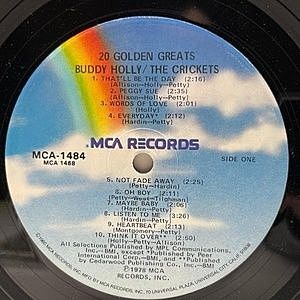 20 GOLDEN GREATS
BUDDY HOLLY/THE CRICKETS
1. THAT'LL BE THE DAY (2:16)
(Allison-Holly-Petty)
2. PEGGY SUE (2:35)
(Allison-Holly-Petty)
3. WORDS OF LOVE (2:01)
(Holly)
4. EVERYDAY* (2:14)
(Hardin-Petty)
MCA RECORDS
MCA-1484
MCA 1468
SIDE ONE
5. NOT FADE AWAY (2:25)
(Petty-Hardin)
6. OH BOY (2:11)
(Petty-West-Tilghman)
7. MAYBE BABY (2:06)
(Hardin-Petty)
8. LISTEN TO ME (3:36)
(Hardin-Petty)
9. HEARTBEAT (2:13)
(Montgomery-Petty)
10. THINK IT OVER** (2:50)
(Holly-Petty-Allison)
All Selections Published by MPL Communications,
Inc.-BMI, except *Published by Peer
International Corp.-BMI and **Published
by Cedarwood Publishing Co., Inc.-BMI
Ⓟ1978 MCA
RECORDS, INC.